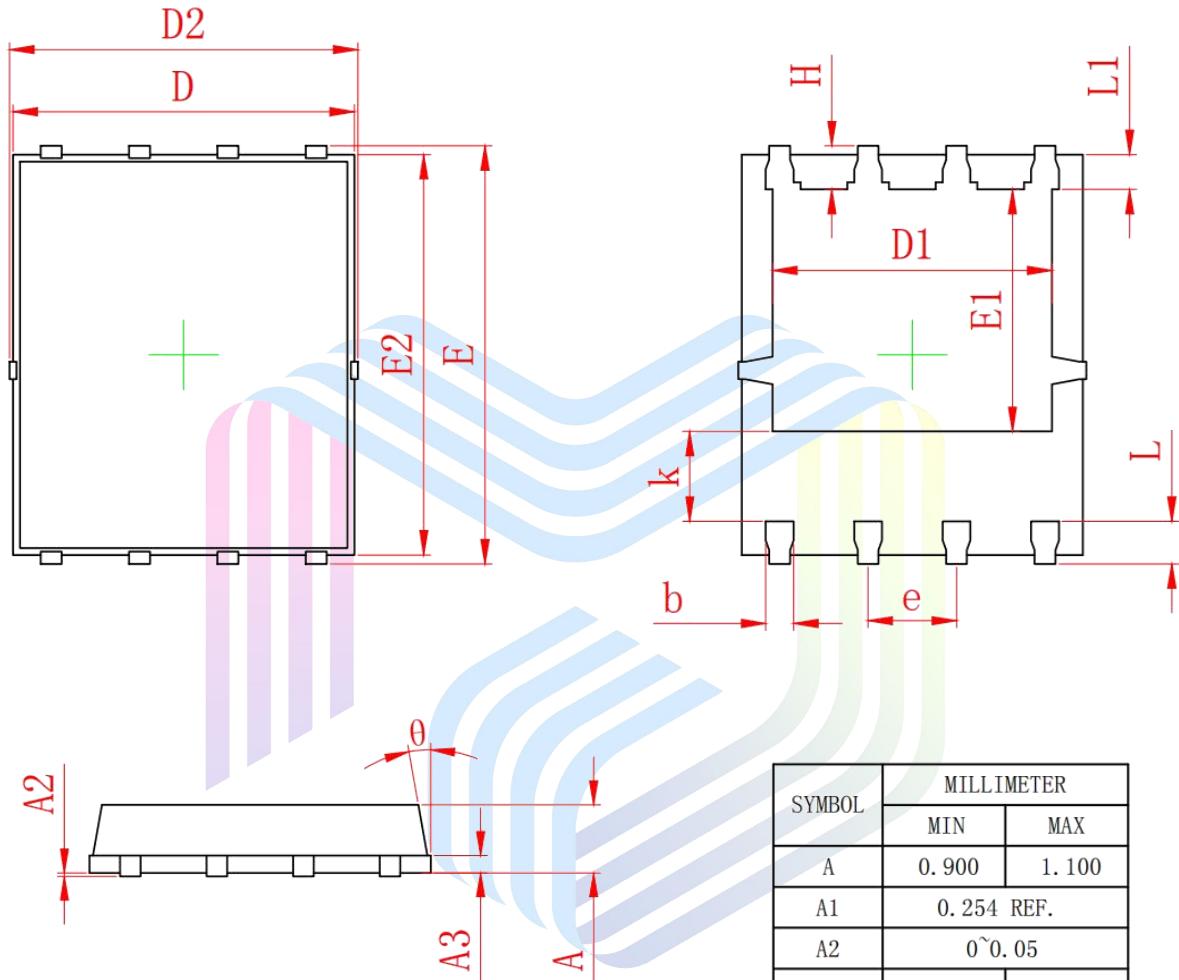 D2
D
H
L1
D1
E1
E2
E
k
L
b
e
θ
A2
A3
A
SYMBOL MILLIMETER
MIN MAX
A 0.900 1.100
A1 0.254 REF.
A2 0~0.05